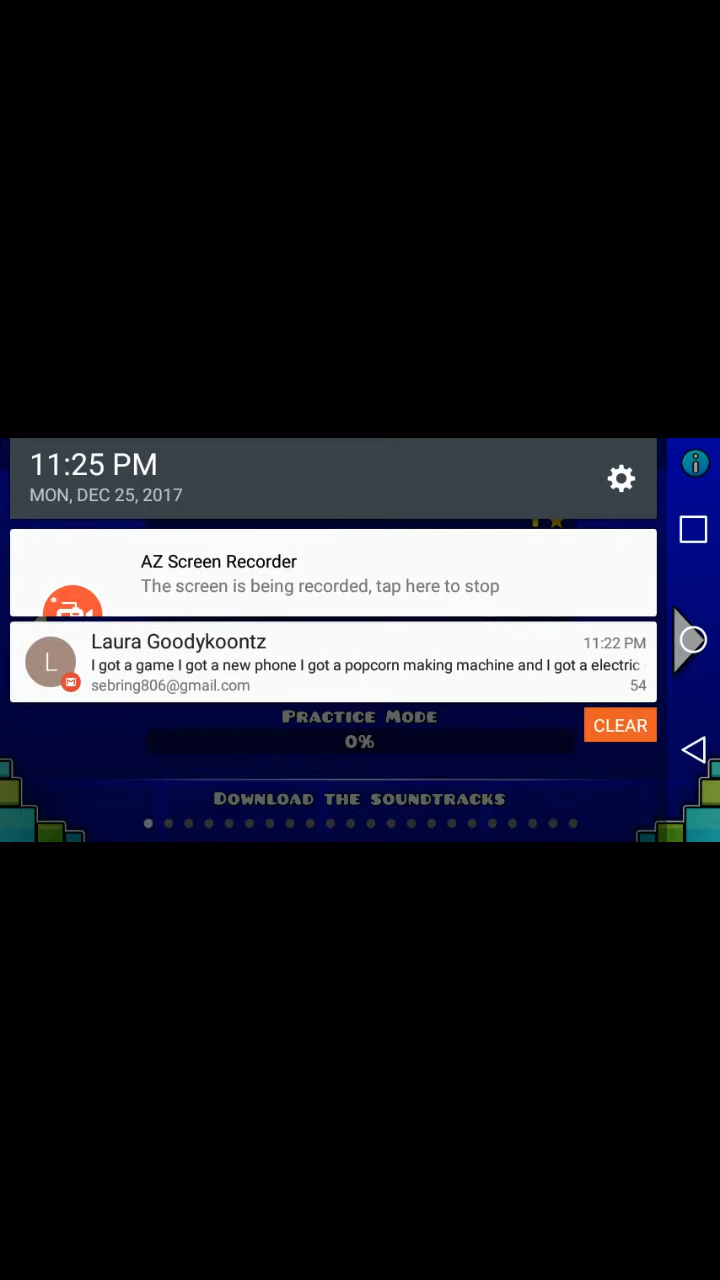 11:25 PM
MON, DEC 25, 2017
AZ Screen Recorder
The screen is being recorded, tap here to stop
L
Laura Goodykoontz
11:22 PM
I got a game I got a new phone I got a popcorn making machine and I got a electric
sebring806@gmail.com
54
PRACTICE MODE
CLEAR
0%
DOWNLOAD THE SOUNDTRACKS